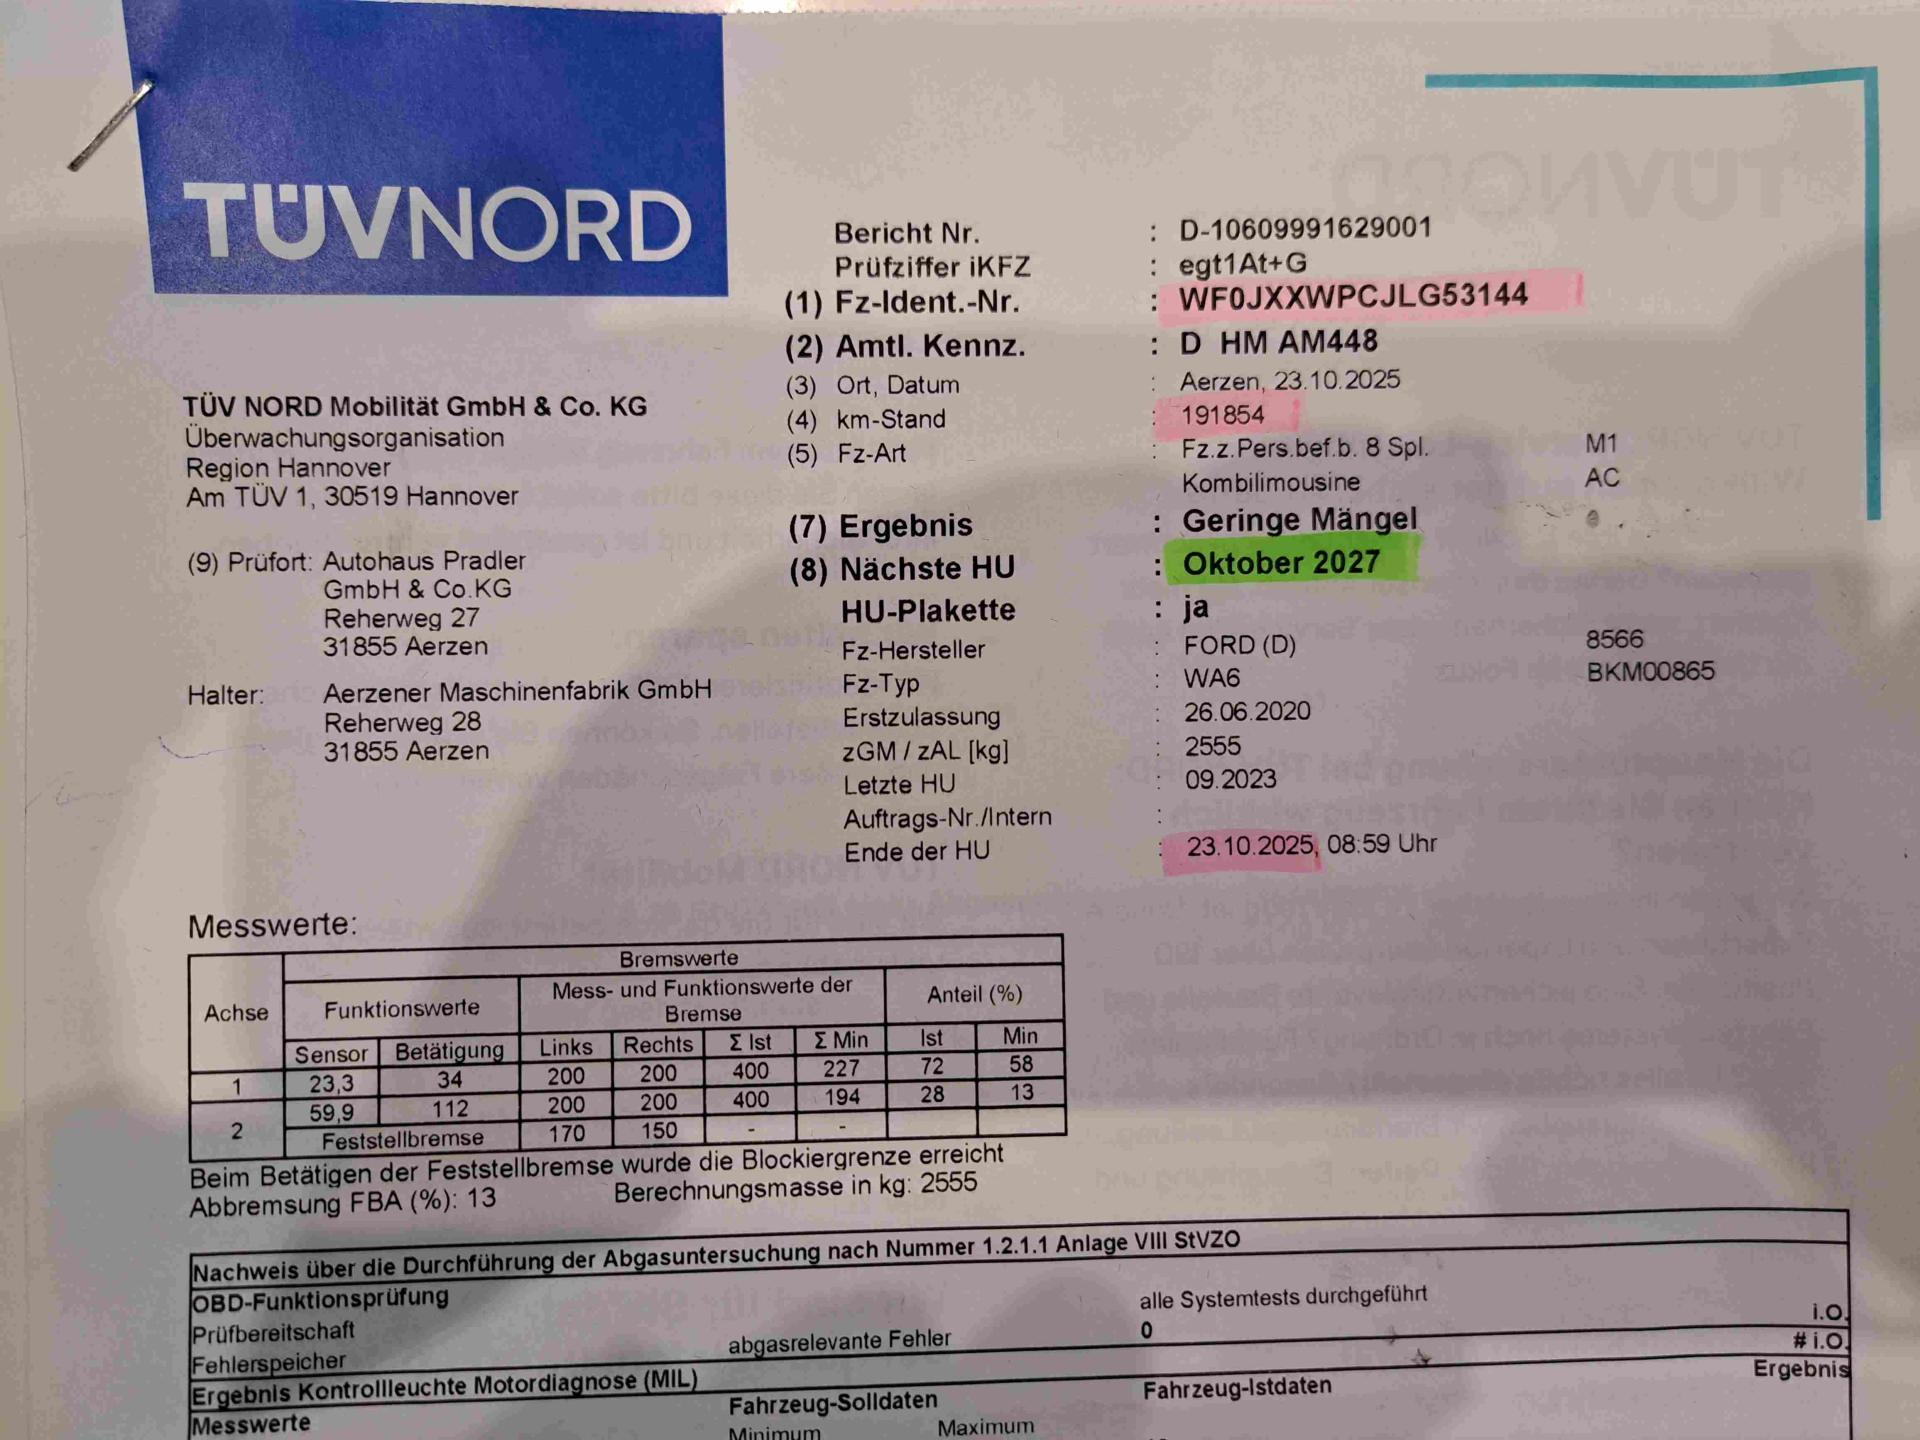 TÜVNORD
Bericht Nr. : D-10609991629001
Prüfziffer iKFZ : egt1At+G
(1) Fz-Ident.-Nr. : WF0JXXWPCJLG53144
(2) Amtl. Kennz. : D HM AM448
(3) Ort, Datum : Aerzen, 23.10.2025
(4) km-Stand : 191854
(5) Fz-Art : Fz.z.Pers.bef.b. 8 Spl. M1
Kombilimousine AC
(7) Ergebnis : Geringe Mängel
(8) Nächste HU : Oktober 2027
HU-Plakette : ja
Fz-Hersteller : FORD (D) 8566
Fz-Typ : WA6 BKM00865
Erstzulassung : 26.06.2020
zGM / zAL [kg] : 2555
Letzte HU : 09.2023
Auftrags-Nr./Intern :
Ende der HU : 23.10.2025, 08:59 Uhr
TÜV NORD Mobilität GmbH & Co. KG
Überwachungsorganisation
Region Hannover
Am TÜV 1, 30519 Hannover
(9) Prüfort: Autohaus Pradler
GmbH & Co.KG
Reherweg 27
31855 Aerzen
Halter: Aerzener Maschinenfabrik GmbH
Reherweg 28
31855 Aerzen
Messwerte:
Bremswerte
Achse Funktionswerte Mess- und Funktionswerte der Anteil (%)
Bremse
Sensor Betätigung Links Rechts Σ Ist Σ Min Ist Min
1 23,3 34 200 200 400 227 72 58
2 59,9 112 200 200 400 194 28 13
Feststellbremse 170 150 - -
Beim Betätigen der Feststellbremse wurde die Blockiergrenze erreicht
Abbremsung FBA (%): 13 Berechnungsmasse in kg: 2555
Nachweis über die Durchführung der Abgasuntersuchung nach Nummer 1.2.1.1 Anlage VIII StVZO
OBD-Funktionsprüfung
Prüfbereitschaft alle Systemtests durchgeführt i.O.
Fehlerspeicher abgasrelevante Fehler 0 # i.O.
Ergebnis Kontrollleuchte Motordiagnose (MIL) Ergebnis
Messwerte Fahrzeug-Solldaten Fahrzeug-Istdaten
Minimum Maximum